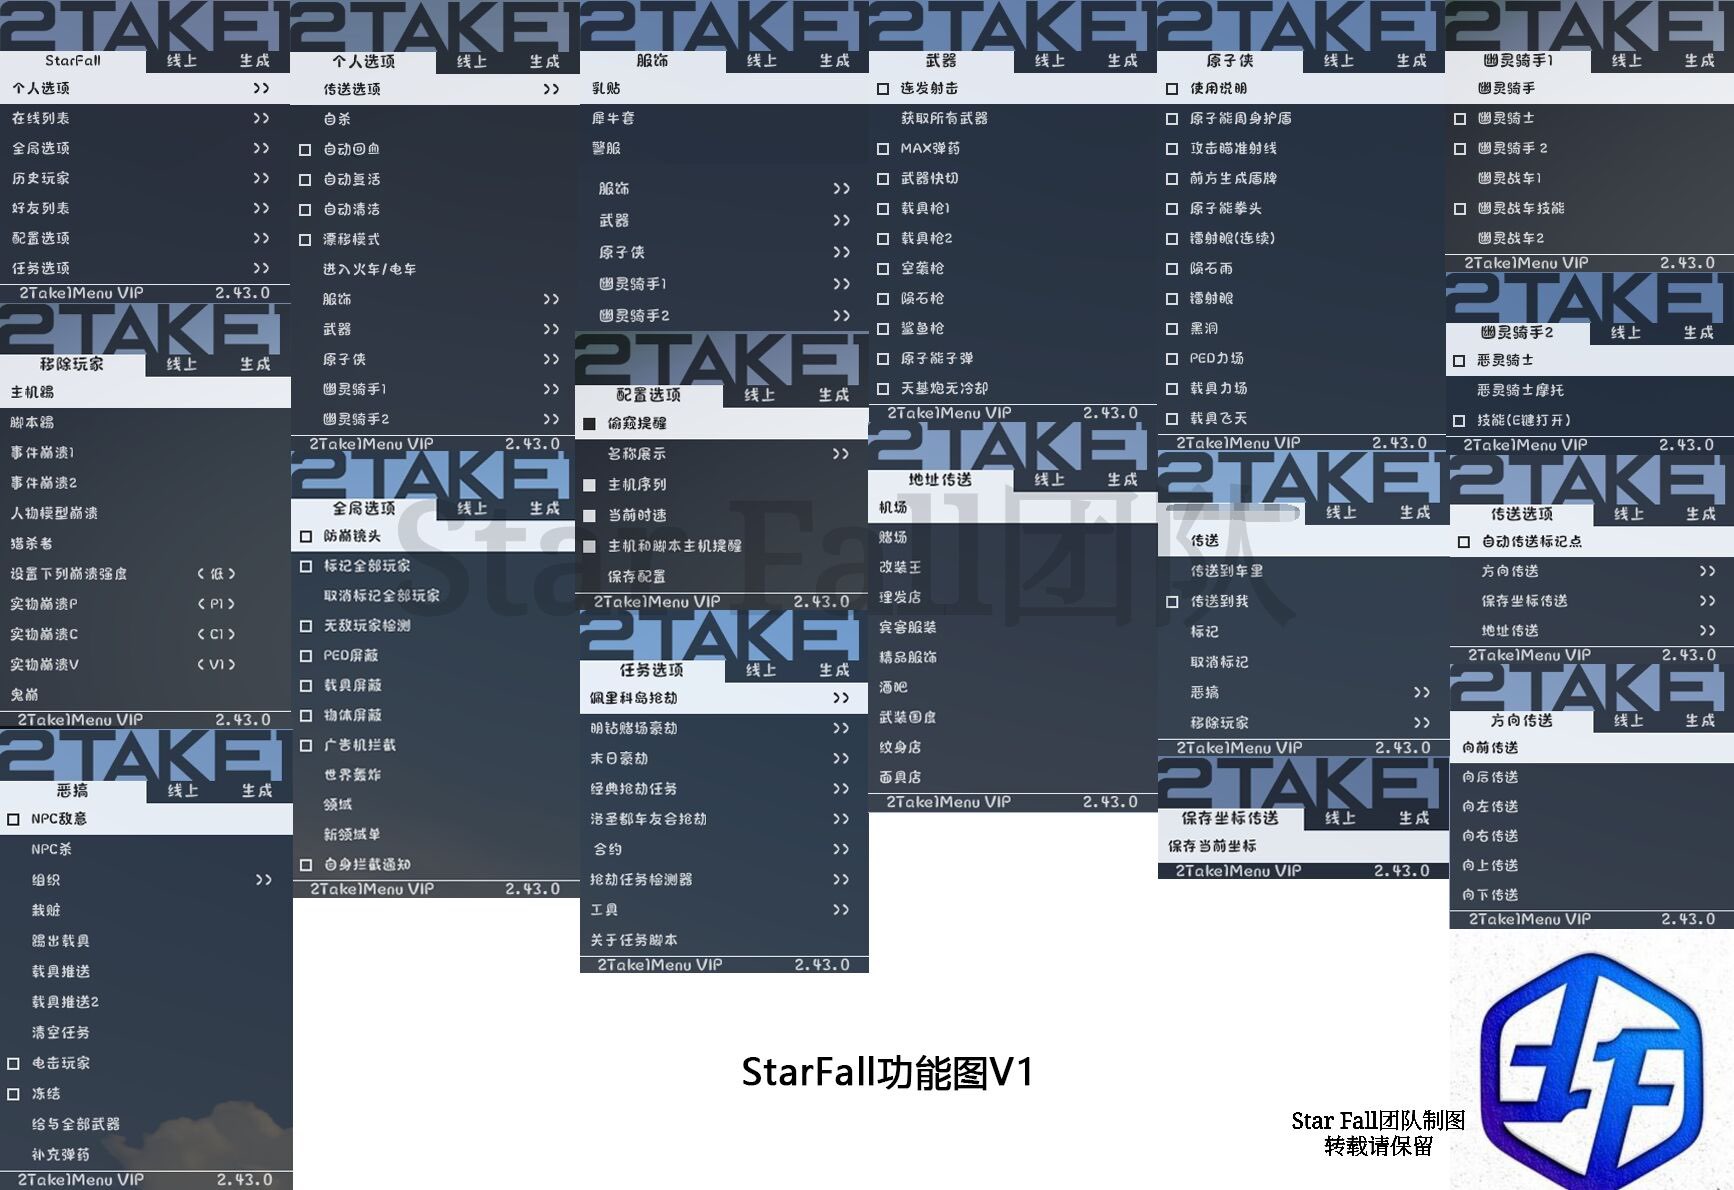 2TAKE1
StarFall 线上 生成
个人选项 >>
在线列表 >>
全局选项 >>
历史玩家 >>
好友列表 >>
配置选项 >>
任务选项 >>
2Take1Menu VIP 2.43.0
2TAKE1
移除玩家 线上 生成
主机踢
脚本踢
事件崩溃1
事件崩溃2
人物模型崩溃
猎杀者
设置下列崩溃强度 <低>
实物崩溃P <P1>
实物崩溃C <C1>
实物崩溃V <V1>
鬼崩
2Take1Menu VIP 2.43.0
2TAKE1
恶搞 线上 生成
NPC敌意
NPC杀
组织 >>
栽赃
踢出载具
载具推送
载具推送2
清空任务
电击玩家
冻结
给与全部武器
补充弹药
2Take1Menu VIP 2.43.0
2TAKE1
个人选项 线上 生成
传送选项 >>
自杀
自动回血
自动复活
自动清洁
漂移模式
进入火车/电车
服饰 >>
武器 >>
原子侠 >>
幽灵骑手1 >>
幽灵骑手2 >>
2Take1Menu VIP 2.43.0
2TAKE1
全局选项 线上 生成
防崩镜头
标记全部玩家
取消标记全部玩家
无敌玩家检测
PED屏蔽
载具屏蔽
物体屏蔽
广告机拦截
世界轰炸
领域
新领域单
自身拦截通知
2Take1Menu VIP 2.43.0
2TAKE1
服饰 线上 生成
乳贴
犀牛套
警服
服饰 >>
武器 >>
原子侠 >>
幽灵骑手1 >>
幽灵骑手2 >>
2TAKE1
配置选项 线上 生成
偷窥提醒
名称展示 >>
主机序列
当前时速
主机和脚本主机提醒
保存配置
2Take1Menu VIP 2.43.0
2TAKE1
任务选项 线上 生成
佩里科岛抢劫 >>
明钻赌场豪劫 >>
末日豪劫 >>
经典抢劫任务 >>
洛圣都车友会抢劫 >>
合约 >>
抢劫任务检测器 >>
工具 >>
关于任务脚本
2Take1Menu VIP 2.43.0
2TAKE1
武器 线上 生成
连发射击
获取所有武器
MAX弹药
武器快切
载具枪1
载具枪2
空袭枪
陨石枪
鲨鱼枪
原子能子弹
天基炮无冷却
2Take1Menu VIP 2.43.0
2TAKE1
地址传送 线上 生成
机场
赌场
改装王
理发店
宾客服装
精品服饰
酒吧
武装国度
纹身店
面具店
2Take1Menu VIP 2.43.0
2TAKE1
原子侠 线上 生成
使用说明
原子能周身护盾
攻击瞄准射线
前方生成盾牌
原子能拳头
镭射眼(连续)
陨石雨
镭射眼
黑洞
PED力场
载具力场
载具飞天
2Take1Menu VIP 2.43.0
2TAKE1
线上 生成
传送
传送到车里
传送到我
标记
取消标记
恶搞 >>
移除玩家 >>
2Take1Menu VIP 2.43.0
2TAKE1
保存坐标传送 线上 生成
保存当前坐标
2Take1Menu VIP 2.43.0
2TAKE1
幽灵骑手1 线上 生成
幽灵骑手
幽灵骑士
幽灵骑手2
幽灵战车1
幽灵战车技能
幽灵战车2
2Take1Menu VIP 2.43.0
2TAKE1
幽灵骑手2 线上 生成
恶灵骑士
恶灵骑士摩托
技能(E键打开)
2Take1Menu VIP 2.43.0
2TAKE1
传送选项 线上 生成
自动传送标记点
方向传送 >>
保存坐标传送 >>
地址传送 >>
2Take1Menu VIP 2.43.0
2TAKE1
方向传送 线上 生成
向前传送
向后传送
向左传送
向右传送
向上传送
向下传送
2Take1Menu VIP 2.43.0
Star Fall团队
StarFall功能图V1
Star Fall团队制图
转载请保留